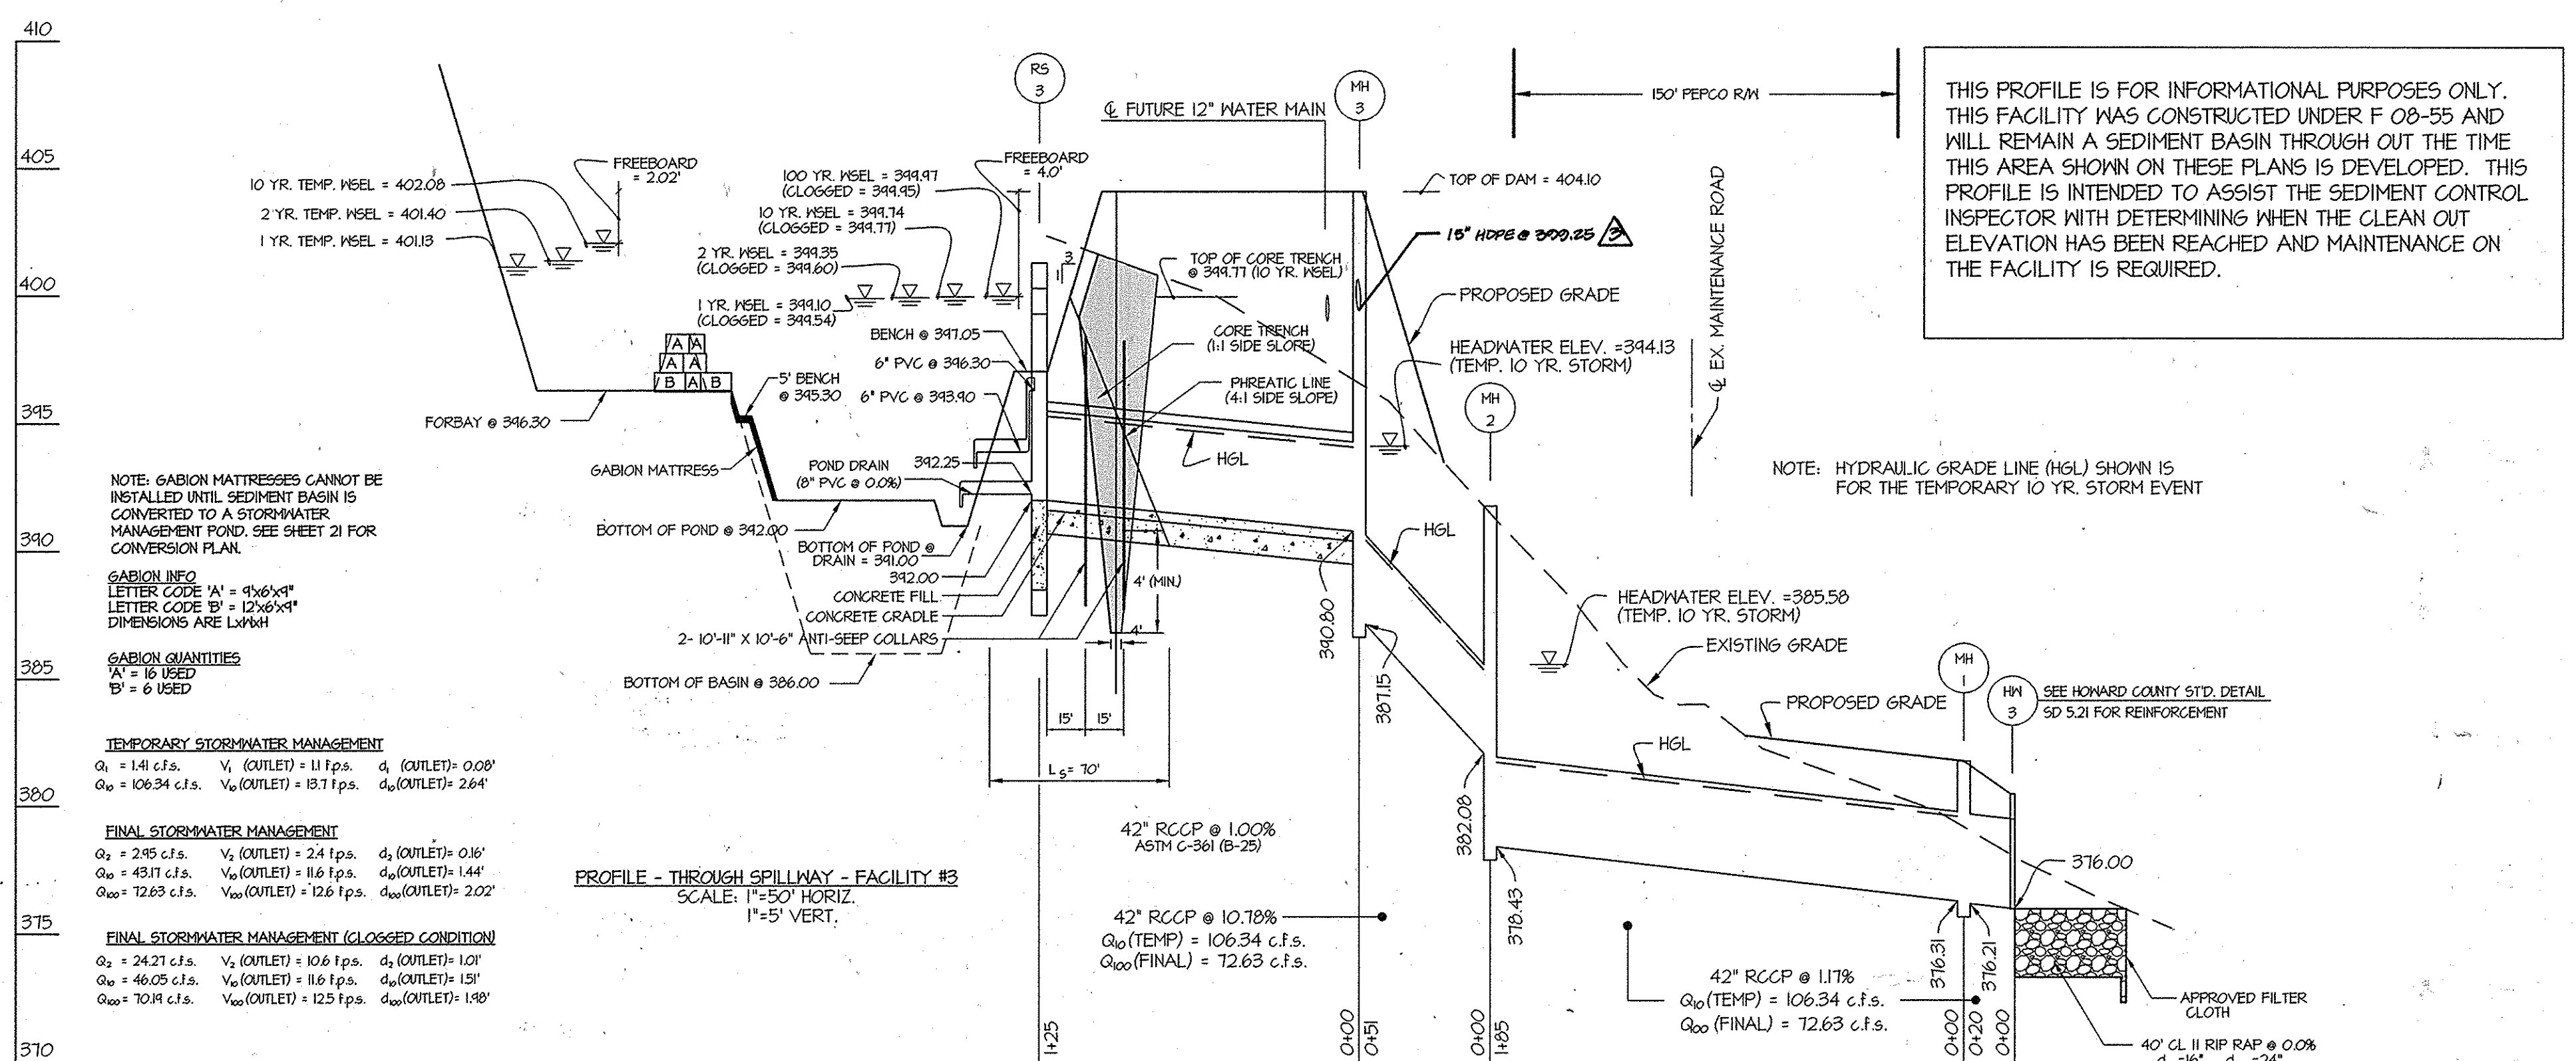 410
405
400
395
390
385
380
375
370
RS
3
MH
3
℄ FUTURE 12" WATER MAIN
150' PEPCO R/W
THIS PROFILE IS FOR INFORMATIONAL PURPOSES ONLY.
THIS FACILITY WAS CONSTRUCTED UNDER F 08-55 AND
WILL REMAIN A SEDIMENT BASIN THROUGH OUT THE TIME
THIS AREA SHOWN ON THESE PLANS IS DEVELOPED. THIS
PROFILE IS INTENDED TO ASSIST THE SEDIMENT CONTROL
INSPECTOR WITH DETERMINING WHEN THE CLEAN OUT
ELEVATION HAS BEEN REACHED AND MAINTENANCE ON
THE FACILITY IS REQUIRED.
FREEBOARD
= 2.02'
10 YR. TEMP. WSEL = 402.08
2 YR. TEMP. WSEL = 401.40
1 YR. TEMP. WSEL = 401.13
100 YR. WSEL = 399.97
(CLOGGED = 399.95)
10 YR. WSEL = 399.74
(CLOGGED = 399.77)
2 YR. WSEL = 399.35
(CLOGGED = 399.60)
1 YR. WSEL = 399.10
(CLOGGED = 399.54)
FREEBOARD
= 4.0'
3
1
TOP OF DAM = 404.10
15" HDPE @ 399.25
3
TOP OF CORE TRENCH
@ 399.77 (10 YR. WSEL)
PROPOSED GRADE
CORE TRENCH
(1:1 SIDE SLOPE)
PHREATIC LINE
(4:1 SIDE SLOPE)
HEADWATER ELEV. =394.13
(TEMP. 10 YR. STORM)
℄ EX. MAINTENANCE ROAD
BENCH @ 397.05
6" PVC @ 396.30
6" PVC @ 393.90
A A
A A
B A B
5' BENCH
@ 395.30
FORBAY @ 396.30
GABION MATTRESS
POND DRAIN
(8" PVC @ 0.0%)
392.25
HGL
MH
2
NOTE: HYDRAULIC GRADE LINE (HGL) SHOWN IS
FOR THE TEMPORARY 10 YR. STORM EVENT
NOTE: GABION MATTRESSES CANNOT BE
INSTALLED UNTIL SEDIMENT BASIN IS
CONVERTED TO A STORMWATER
MANAGEMENT POND. SEE SHEET 21 FOR
CONVERSION PLAN.
BOTTOM OF POND @ 392.00
BOTTOM OF POND @
DRAIN = 391.00
392.00
CONCRETE FILL
CONCRETE CRADLE
2- 10'-11" X 10'-6" ANTI-SEEP COLLARS
BOTTOM OF BASIN @ 386.00
4' (MIN.)
4'
HGL
390.80
387.15
HEADWATER ELEV. =385.58
(TEMP. 10 YR. STORM)
EXISTING GRADE
GABION INFO
LETTER CODE 'A' = 9'x6'x9"
LETTER CODE 'B' = 12'x6'x9"
DIMENSIONS ARE LxWxH
GABION QUANTITIES
'A' = 16 USED
'B' = 6 USED
15' 15'
LS= 70'
MH
1
HW
3
SEE HOWARD COUNTY ST'D. DETAIL
SD 5.21 FOR REINFORCEMENT
PROPOSED GRADE
HGL
TEMPORARY STORMWATER MANAGEMENT
Q1 = 1.41 c.f.s. V1 (OUTLET) = 1.1 f.p.s. d1 (OUTLET) = 0.08'
Q10 = 106.34 c.f.s. V10 (OUTLET) = 13.7 f.p.s. d10 (OUTLET)= 2.64'
FINAL STORMWATER MANAGEMENT
Q2 = 2.95 c.f.s. V2 (OUTLET) = 2.4 f.p.s. d2 (OUTLET)= 0.16'
Q10 = 43.17 c.f.s. V10 (OUTLET) = 11.6 f.p.s. d10 (OUTLET)= 1.44'
Q100 = 72.63 c.f.s. V100 (OUTLET) = 12.6 f.p.s. d100 (OUTLET)= 2.02'
FINAL STORMWATER MANAGEMENT (CLOGGED CONDITION)
Q2 = 24.27 c.f.s. V2 (OUTLET) = 10.6 f.p.s. d2 (OUTLET)= 1.01'
Q10 = 46.05 c.f.s. V10 (OUTLET) = 11.6 f.p.s. d10 (OUTLET)= 1.51'
Q100 = 70.19 c.f.s. V100 (OUTLET) = 12.5 f.p.s. d100 (OUTLET)= 1.98'
PROFILE - THROUGH SPILLWAY - FACILITY #3
SCALE: 1"=50' HORIZ.
1"=5' VERT.
42" RCCP @ 1.00%
ASTM C-361 (B-25)
42" RCCP @ 10.78%
Q10 (TEMP) = 106.34 c.f.s.
Q100 (FINAL) = 72.63 c.f.s.
382.08
378.43
42" RCCP @ 1.17%
Q10 (TEMP) = 106.34 c.f.s.
Q100 (FINAL) = 72.63 c.f.s.
376.31
376.21
376.00
APPROVED FILTER
CLOTH
40' CL II RIP RAP @ 0.0%
=16" =24"
1+25
0+00
0+51
0+00
1+85
0+00
0+20
0+00